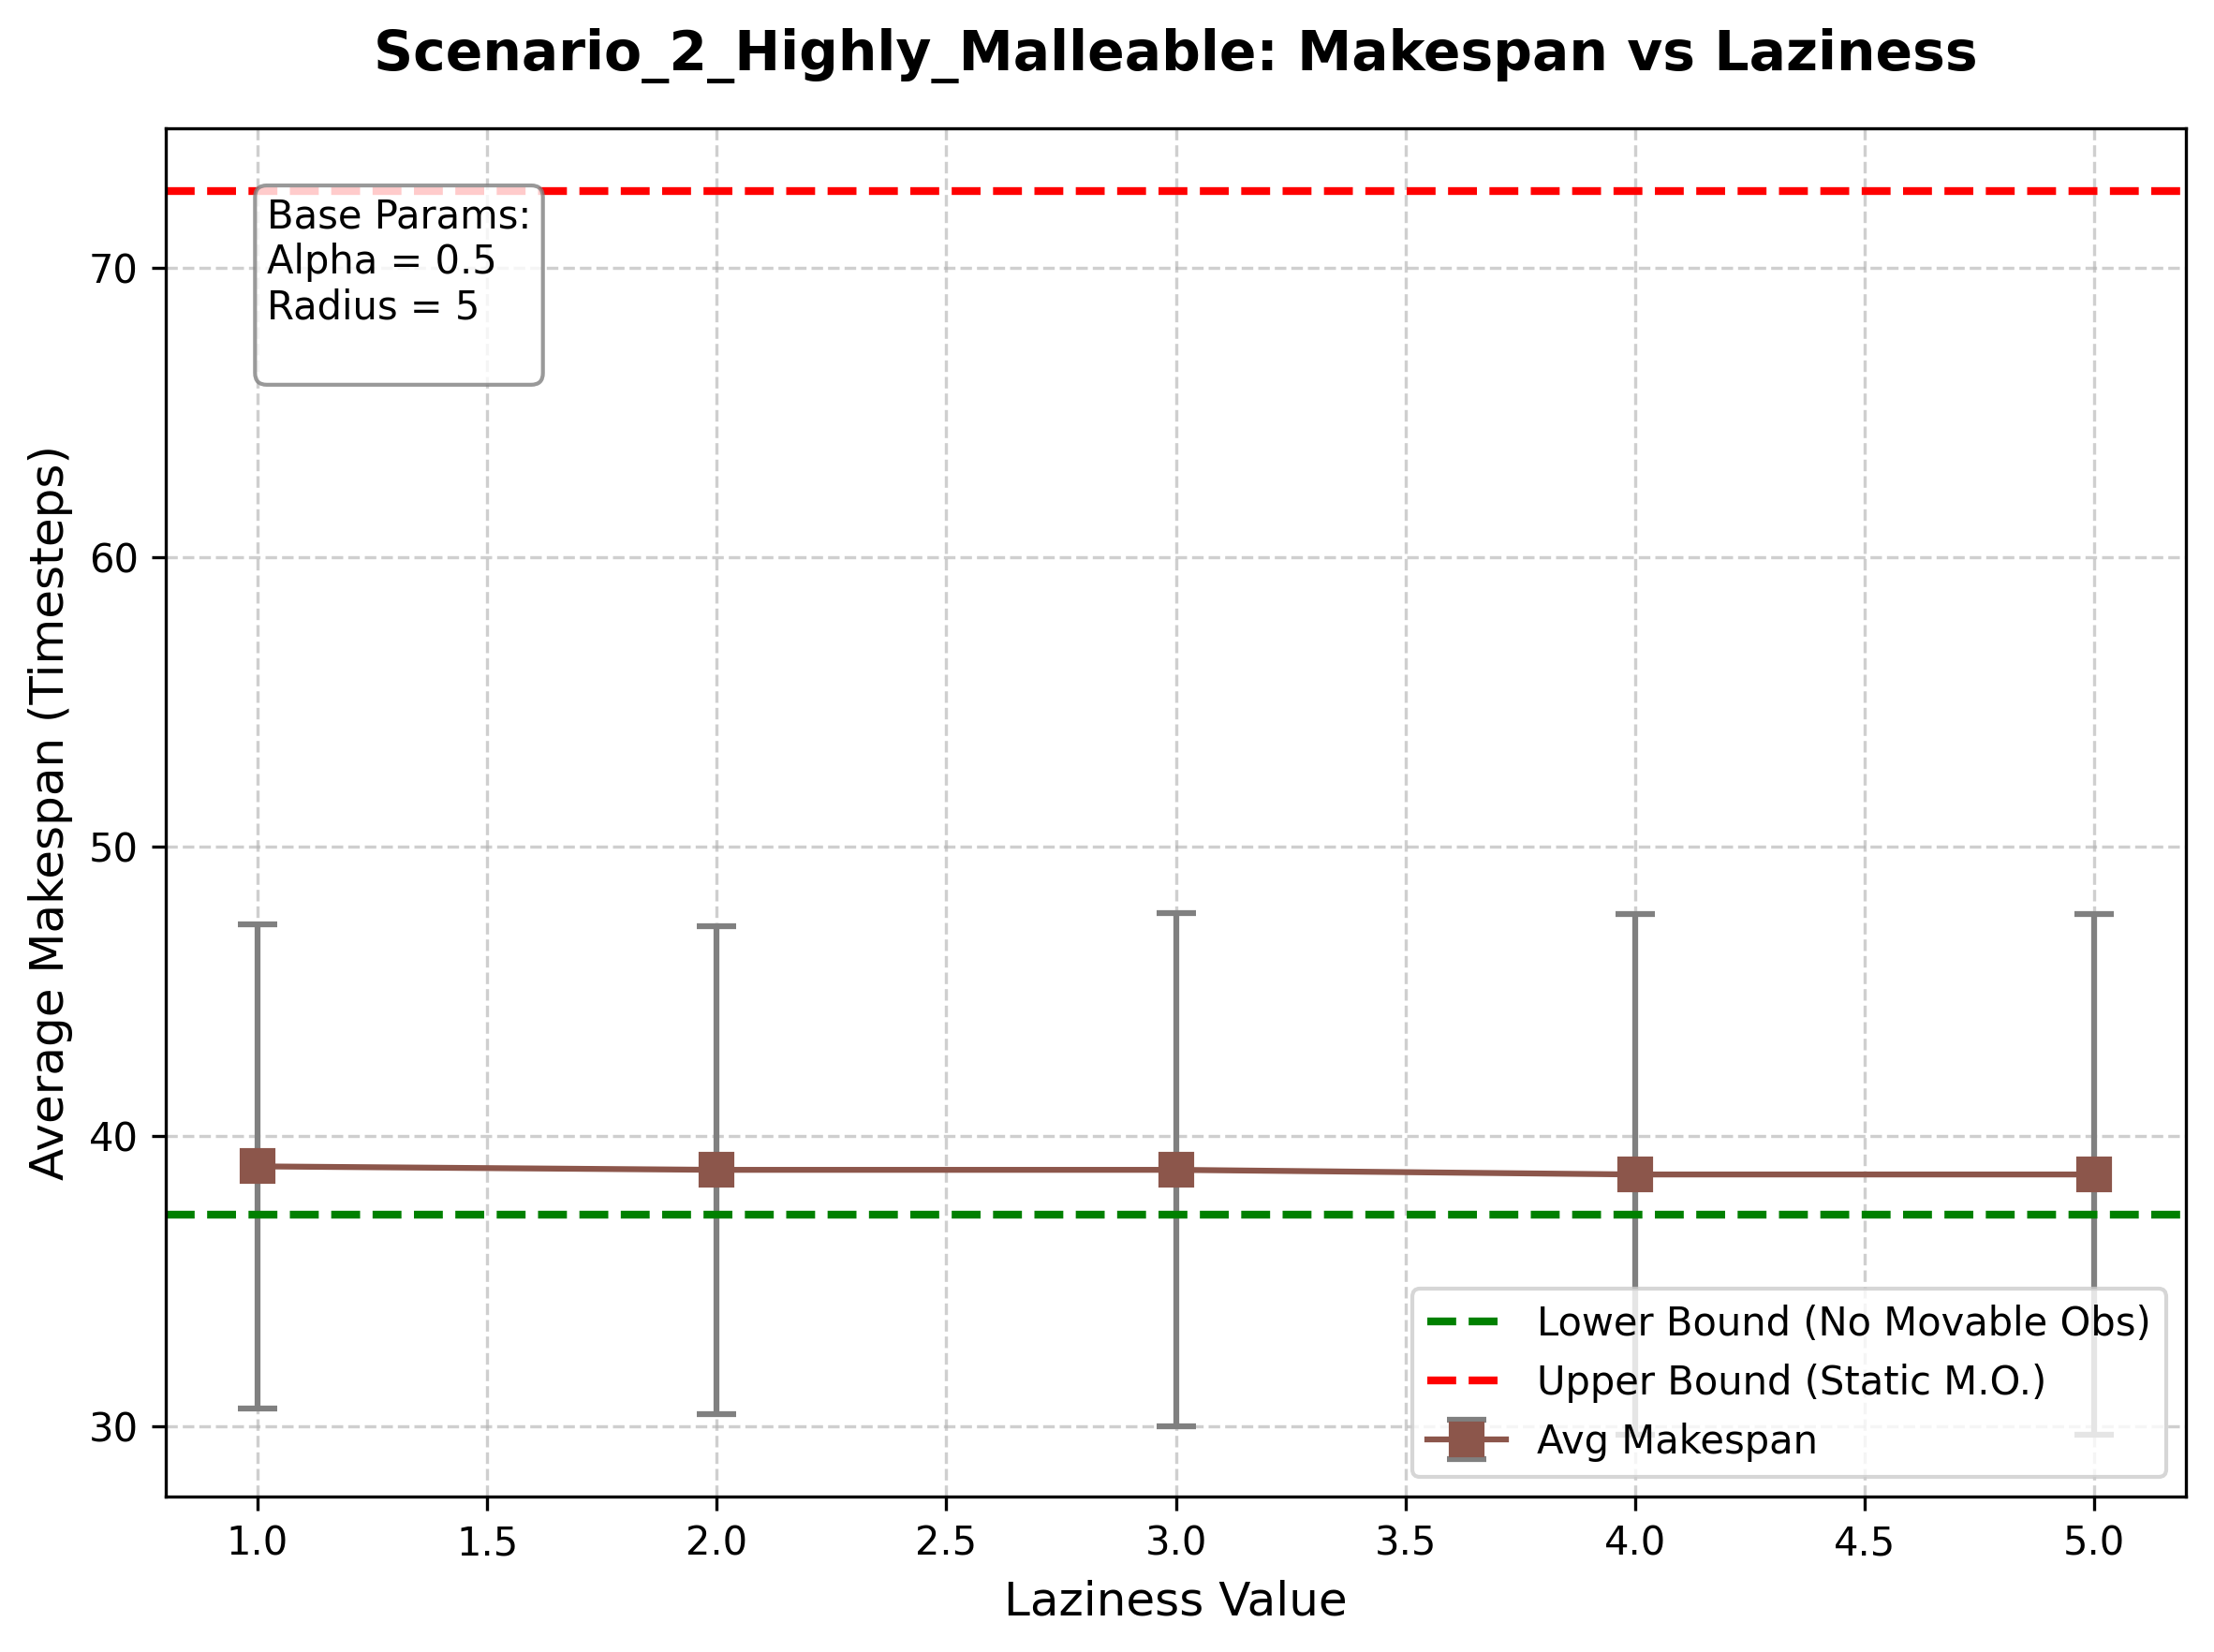 Scenario_2_Highly_Malleable: Makespan vs Laziness
Average Makespan (Timesteps)
70
60
50
40
30
Base Params:
Alpha = 0.5
Radius = 5
Lower Bound (No Movable Obs)
Upper Bound (Static M.O.)
Avg Makespan
1.0 1.5 2.0 2.5 3.0 3.5 4.0 4.5 5.0
Laziness Value